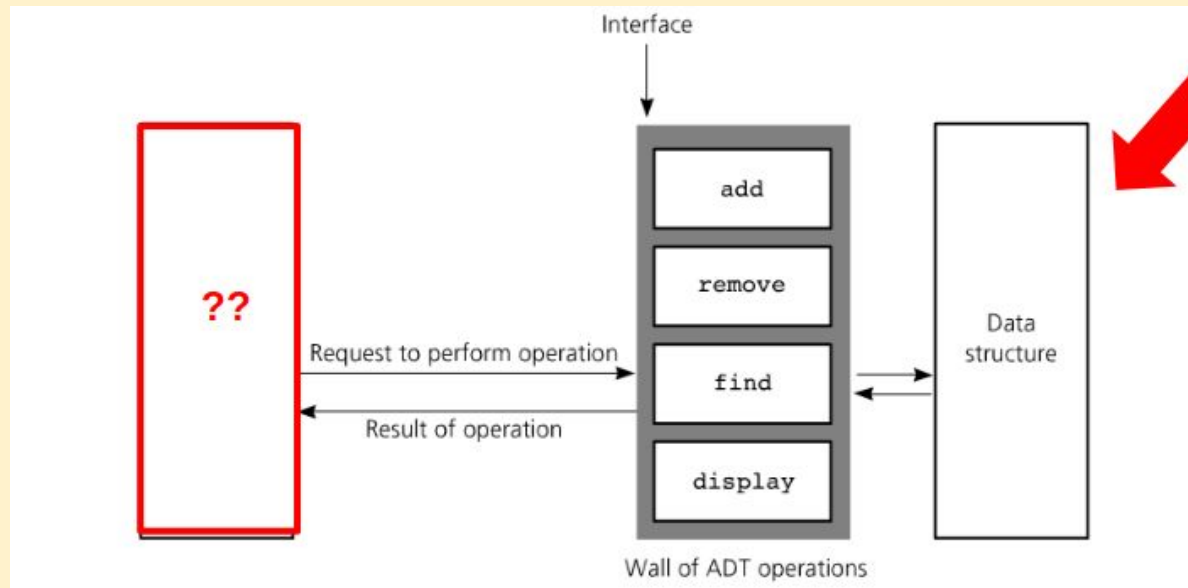 Interface
add
remove
find
display
??
Request to perform operation
Result of operation
Data
structure
Wall of ADT operations